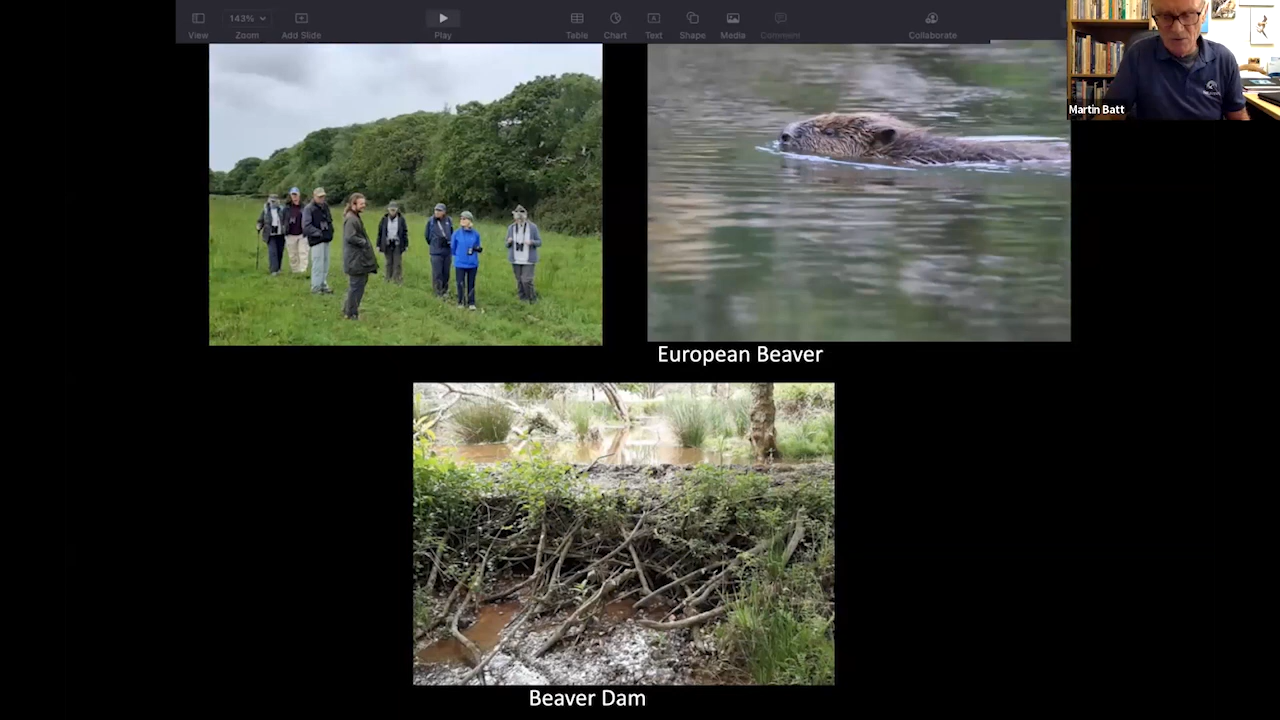 143%
View
Zoom
Add Slide
Play
Table
Chart
Text
Shape
Media
Comment
Collaborate
Martin Batt
European Beaver
Beaver Dam